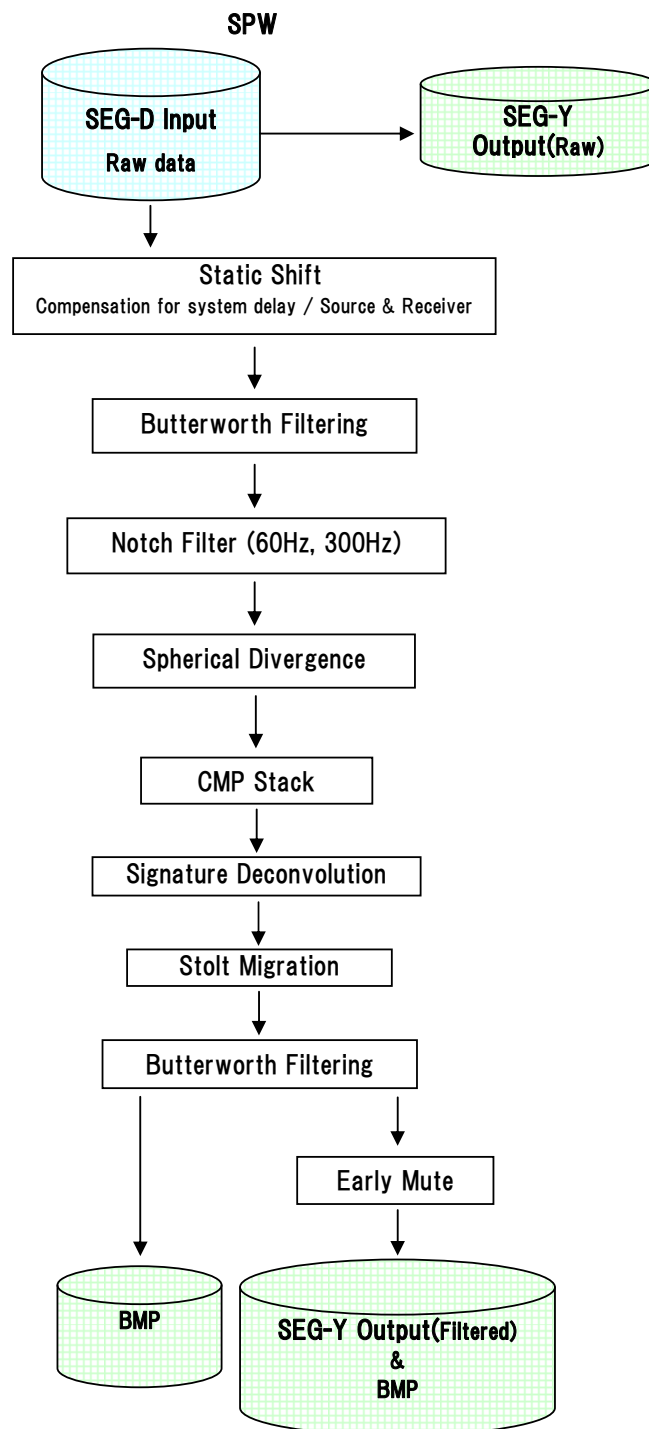 SPW
SEG-D Input
Raw data
SEG-Y
Output(Raw)
Static Shift
Compensation for system delay / Source & Receiver
Butterworth Filtering
Notch Filter (60Hz, 300Hz)
Spherical Divergence
CMP Stack
Signature Deconvolution
Stolt Migration
Butterworth Filtering
Early Mute
BMP
SEG-Y Output(Filtered)
&
BMP